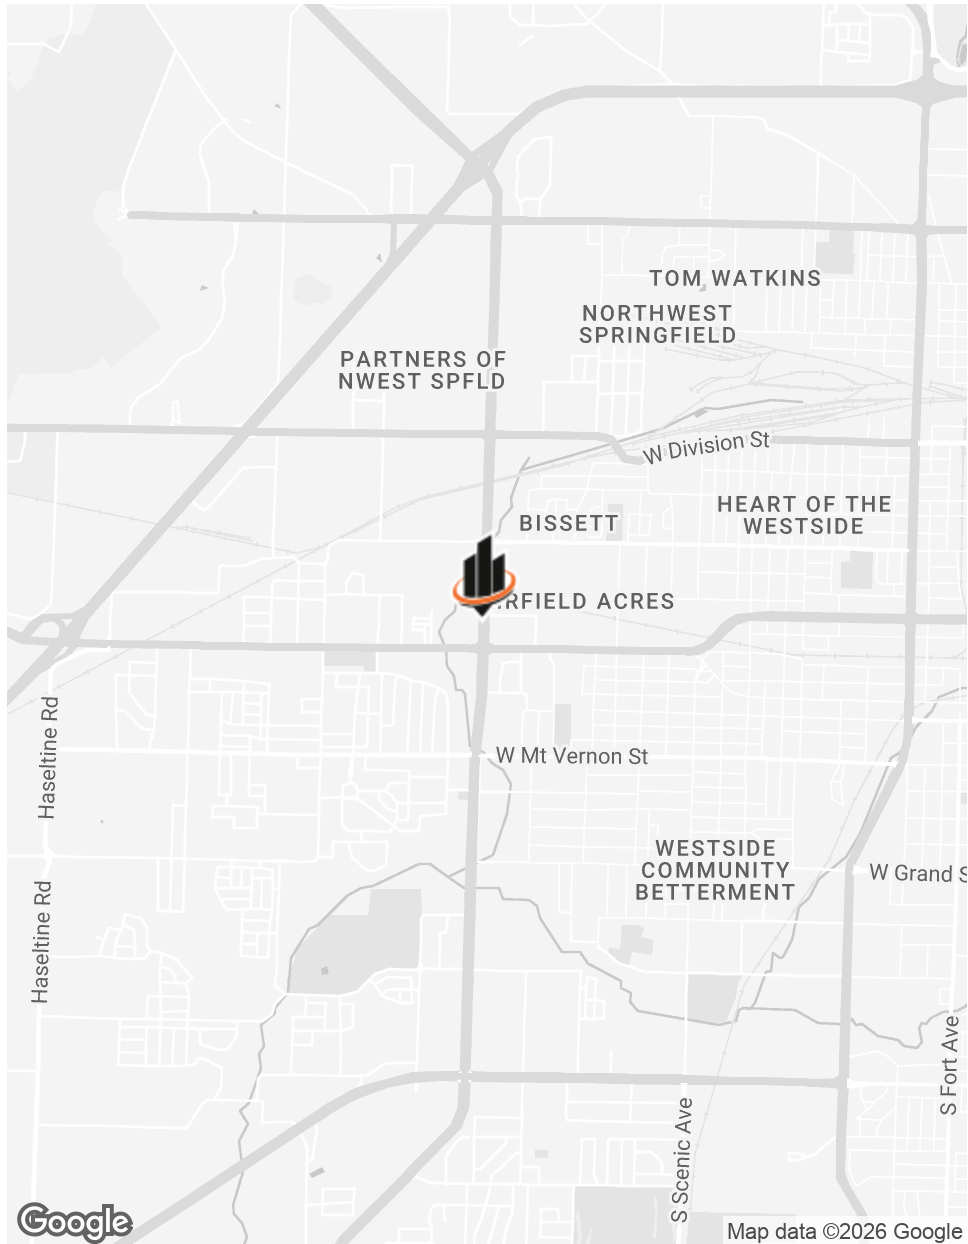 TOM WATKINS
NORTHWEST
SPRINGFIELD
PARTNERS OF
NWEST SPFLD
W Division St
HEART OF THE
WESTSIDE
BISSETT
RFIELD ACRES
Haseltine Rd
W Mt Vernon St
WESTSIDE
COMMUNITY
BETTERMENT
W Grand S
Haseltine Rd
S Fort Ave
S Scenic Ave
Google
Map data ©2026 Google